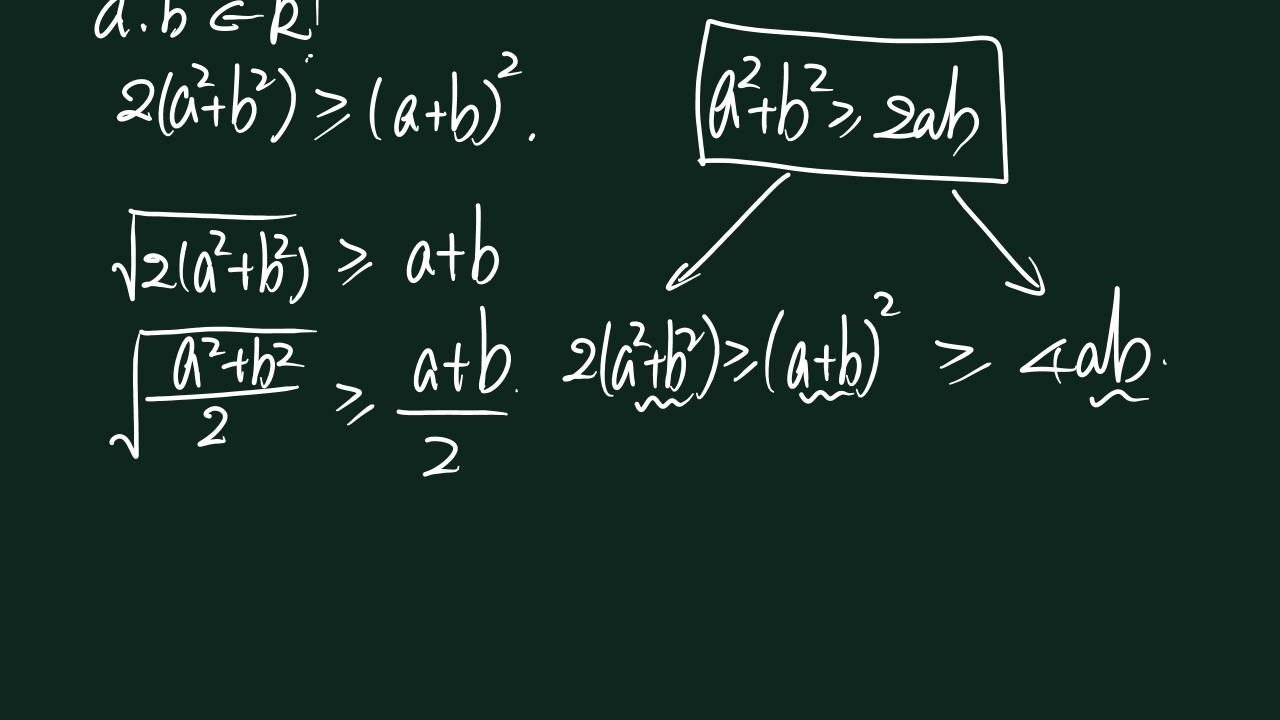 a.b ∈ R
2(a²+b²) ≥ (a+b)².
√(2(a²+b²)) ≥ a+b
√((a²+b²)/2) ≥ (a+b)/2
a²+b² ≥ 2ab
2(a²+b²) ≥ (a+b)² ≥ 4ab.